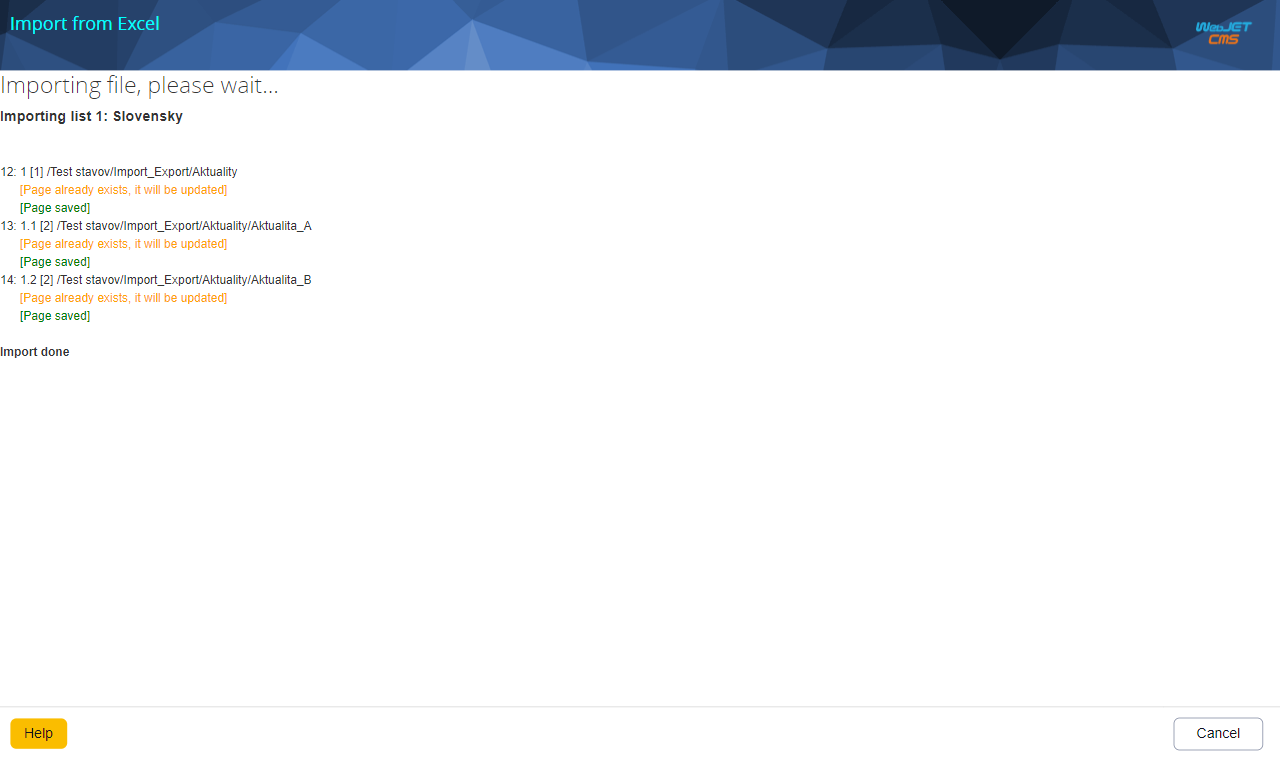 Import from Excel
WebJET
CMS
Importing file, please wait...
Importing list 1: Slovensky
12: 1 [1] /Test stavov/Import_Export/Aktuality
[Page already exists, it will be updated]
[Page saved]
13: 1.1 [2] /Test stavov/Import_Export/Aktuality/Aktualita_A
[Page already exists, it will be updated]
[Page saved]
14: 1.2 [2] /Test stavov/Import_Export/Aktuality/Aktualita_B
[Page already exists, it will be updated]
[Page saved]
Import done
Help
Cancel